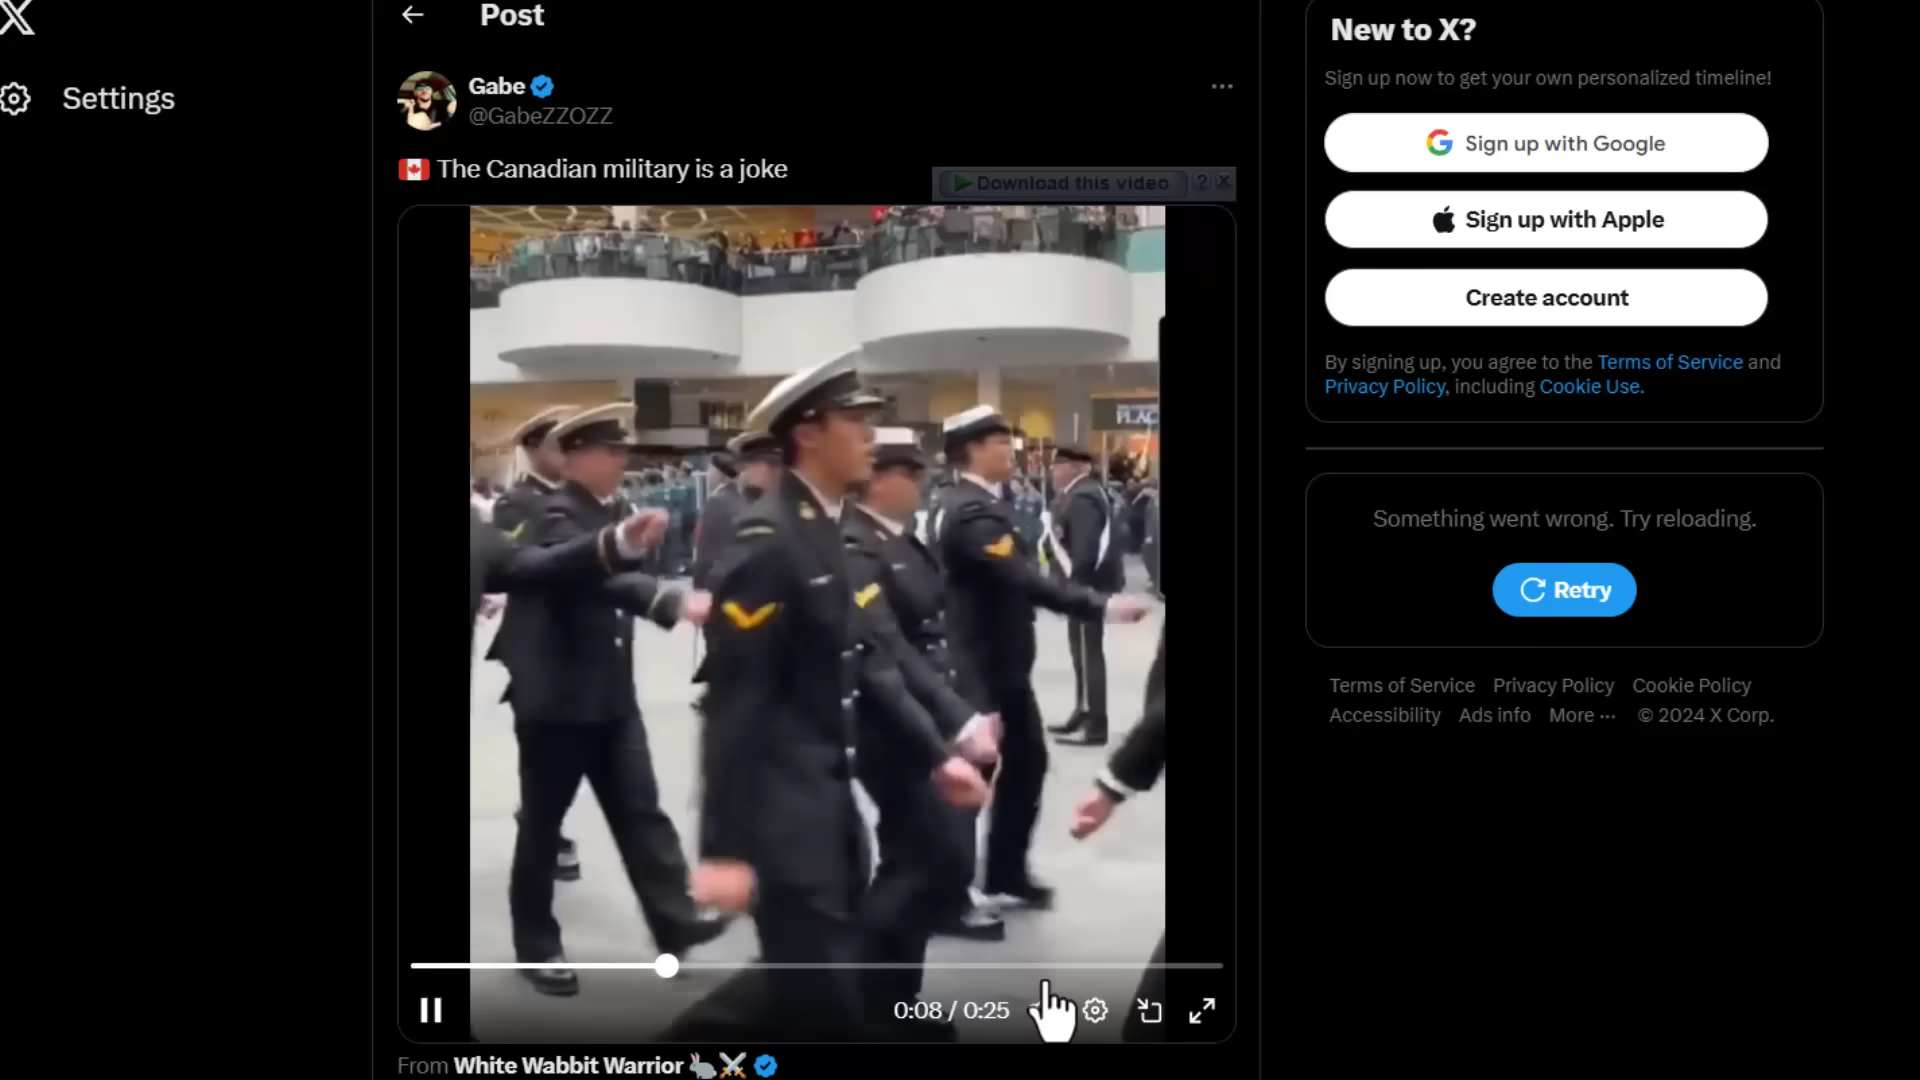 Post
Settings
Gabe
@GabeZZOZZ
The Canadian military is a joke
Download this video ? X
PLAC
0:08 / 0:25
From White Wabbit Warrior
New to X?
Sign up now to get your own personalized timeline!
Sign up with Google
Sign up with Apple
Create account
By signing up, you agree to the Terms of Service and
Privacy Policy, including Cookie Use.
Something went wrong. Try reloading.
Retry
Terms of Service Privacy Policy Cookie Policy
Accessibility Ads info More ··· © 2024 X Corp.